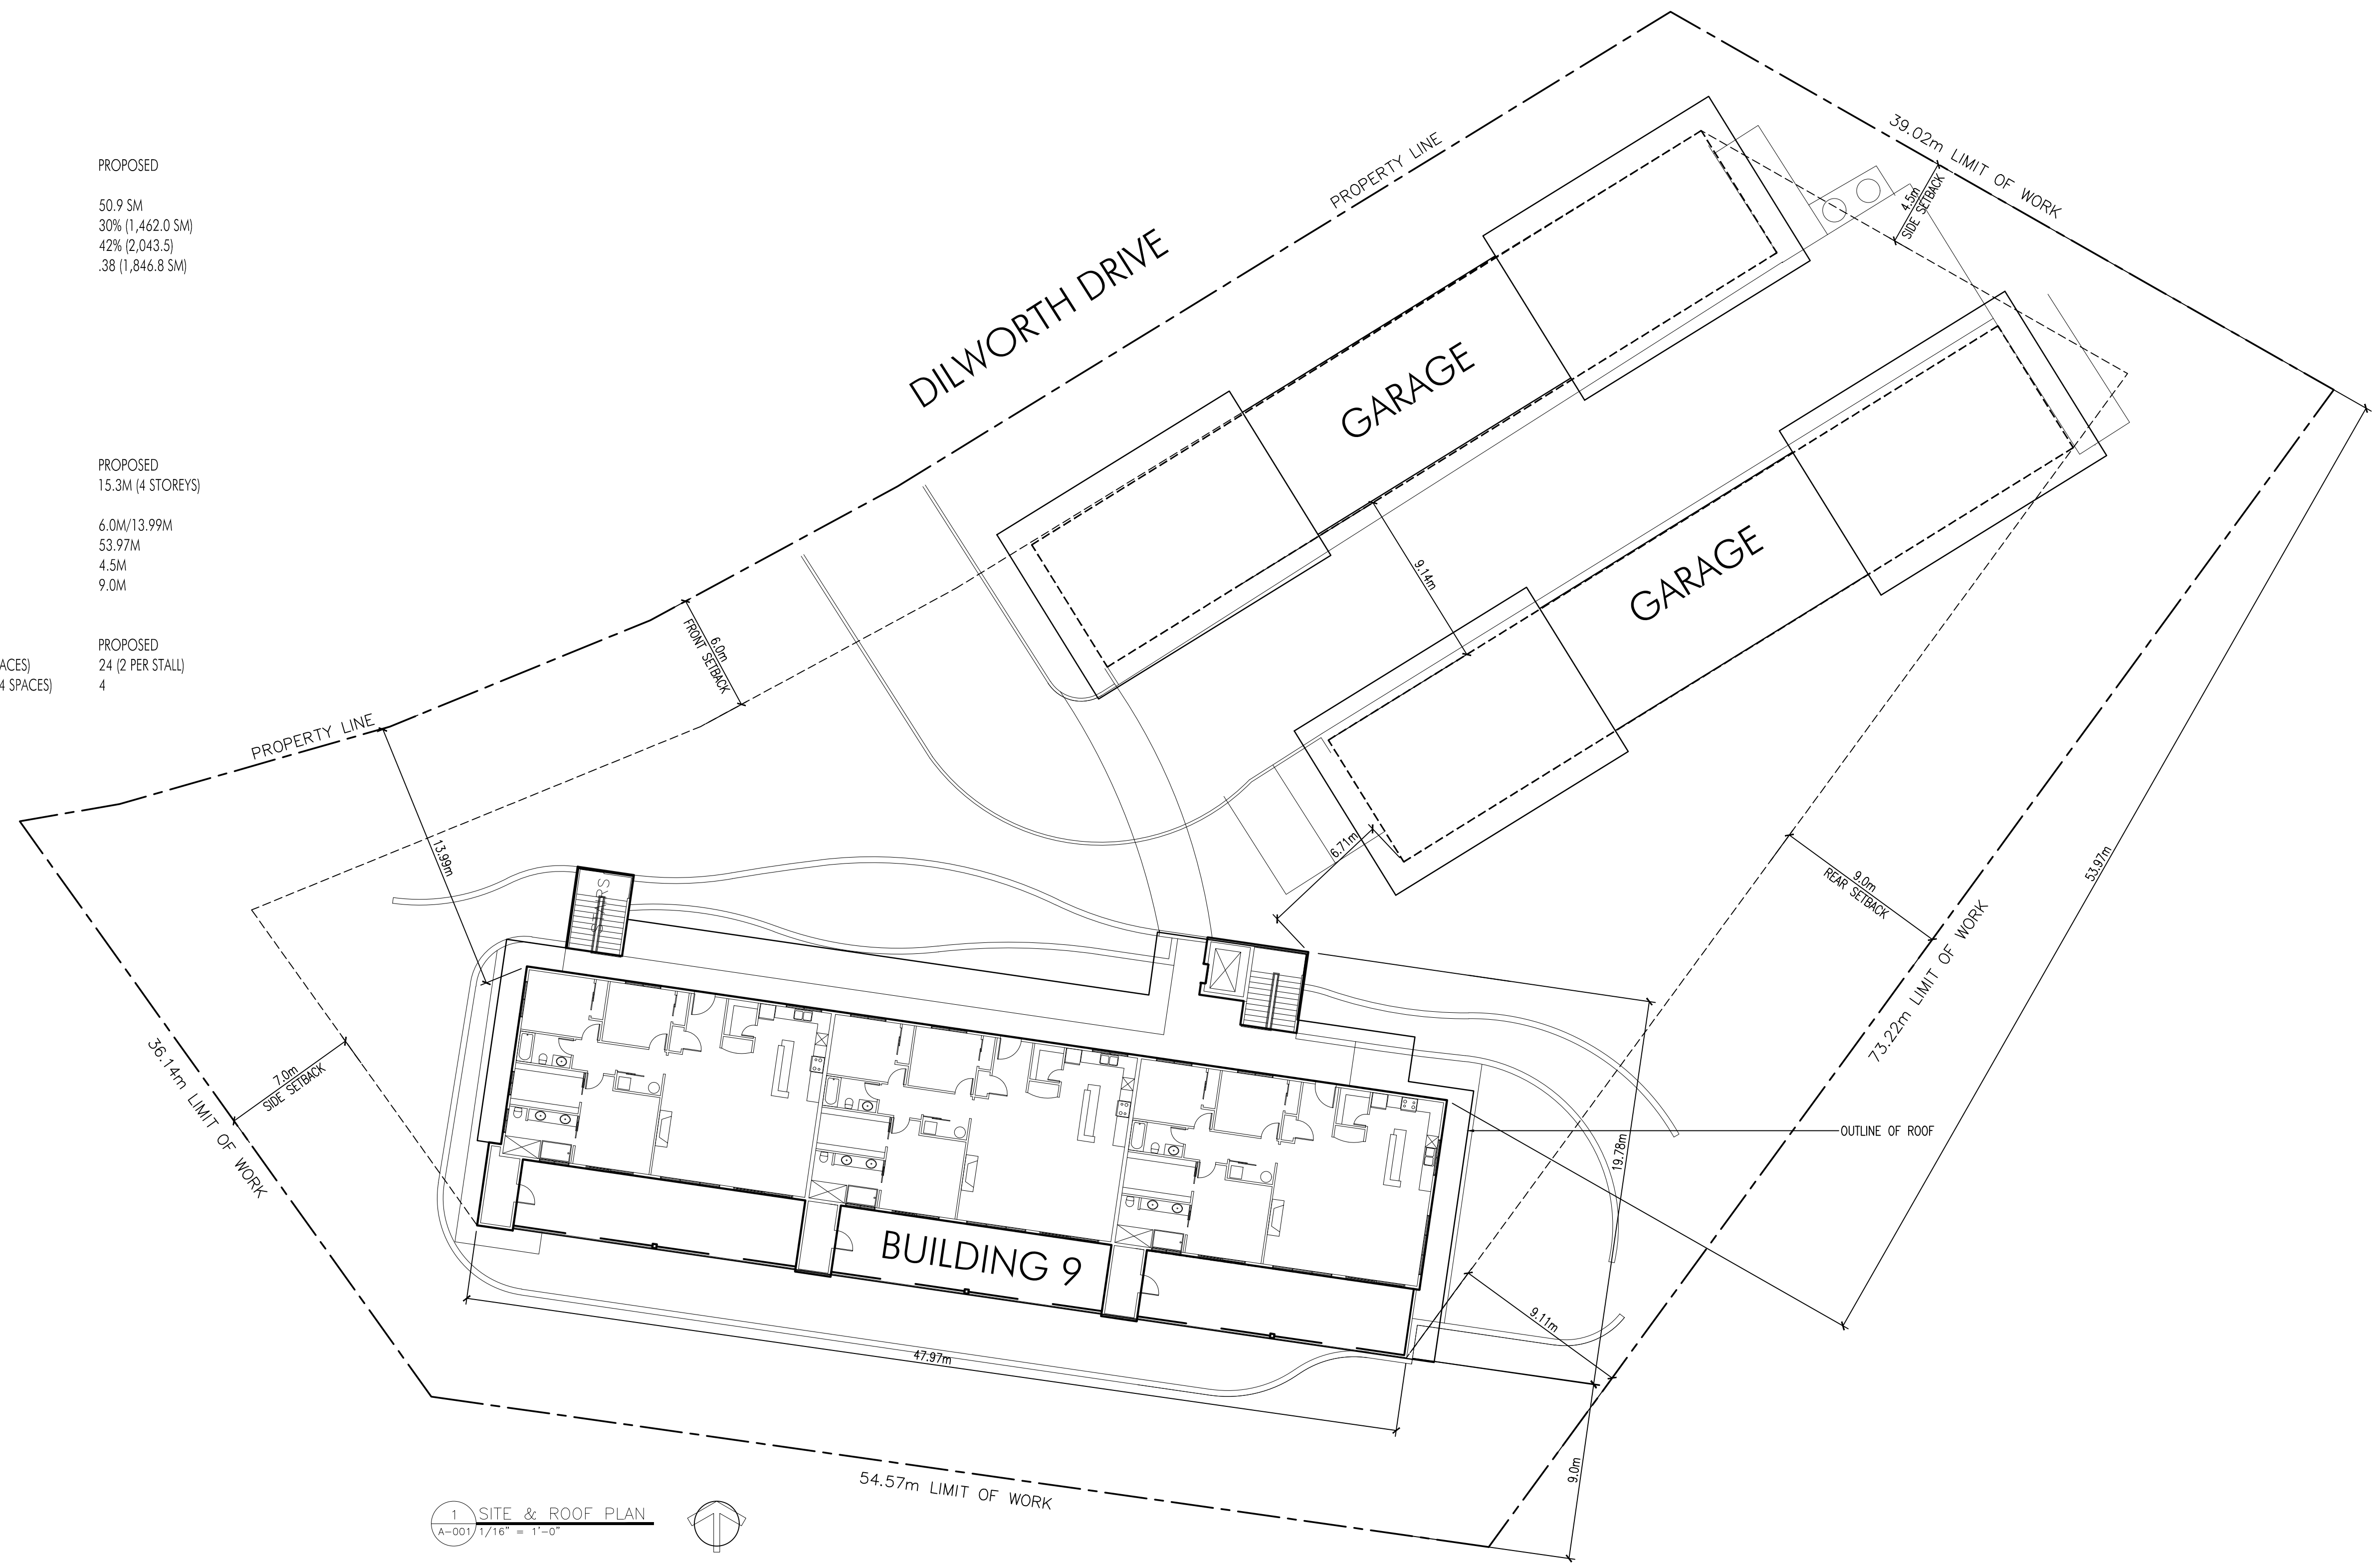 PROPOSED
50.9 SM
30% (1,462.0 SM)
42% (2,043.5)
.38 (1,846.8 SM)
PROPOSED
15.3M (4 STOREYS)
6.0M/13.99M
53.97M
4.5M
9.0M
PROPOSED
ACES)
24 (2 PER STALL)
4 SPACES)
4
DILWORTH DRIVE
PROPERTY LINE
39.02m LIMIT OF WORK
4.5m
SIDE SETBACK
GARAGE
GARAGE
9.14m
6.0m
FRONT SETBACK
PROPERTY LINE
13.99m
6.71m
STAIRS
53.97m
9.0m
REAR SETBACK
73.22m LIMIT OF WORK
36.14m LIMIT OF WORK
7.0m
SIDE SETBACK
OUTLINE OF ROOF
19.78m
BUILDING 9
9.11m
47.97m
9.0m
54.57m LIMIT OF WORK
1
SITE & ROOF PLAN
A-001
1/16" = 1'-0"